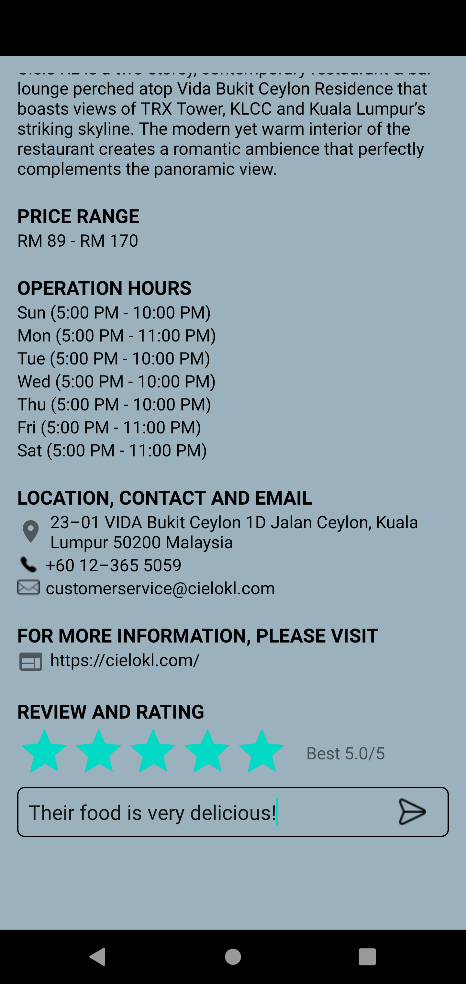 lounge perched atop Vida Bukit Ceylon Residence that
boasts views of TRX Tower, KLCC and Kuala Lumpur's
striking skyline. The modern yet warm interior of the
restaurant creates a romantic ambience that perfectly
complements the panoramic view.
PRICE RANGE
RM 89 - RM 170
OPERATION HOURS
Sun (5:00 PM - 10:00 PM)
Mon (5:00 PM - 11:00 PM)
Tue (5:00 PM - 10:00 PM)
Wed (5:00 PM - 10:00 PM)
Thu (5:00 PM - 10:00 PM)
Fri (5:00 PM - 11:00 PM)
Sat (5:00 PM - 11:00 PM)
LOCATION, CONTACT AND EMAIL
23–01 VIDA Bukit Ceylon 1D Jalan Ceylon, Kuala
Lumpur 50200 Malaysia
+60 12–365 5059
customerservice@cielokl.com
FOR MORE INFORMATION, PLEASE VISIT
https://cielokl.com/
REVIEW AND RATING
Best 5.0/5
Their food is very delicious!